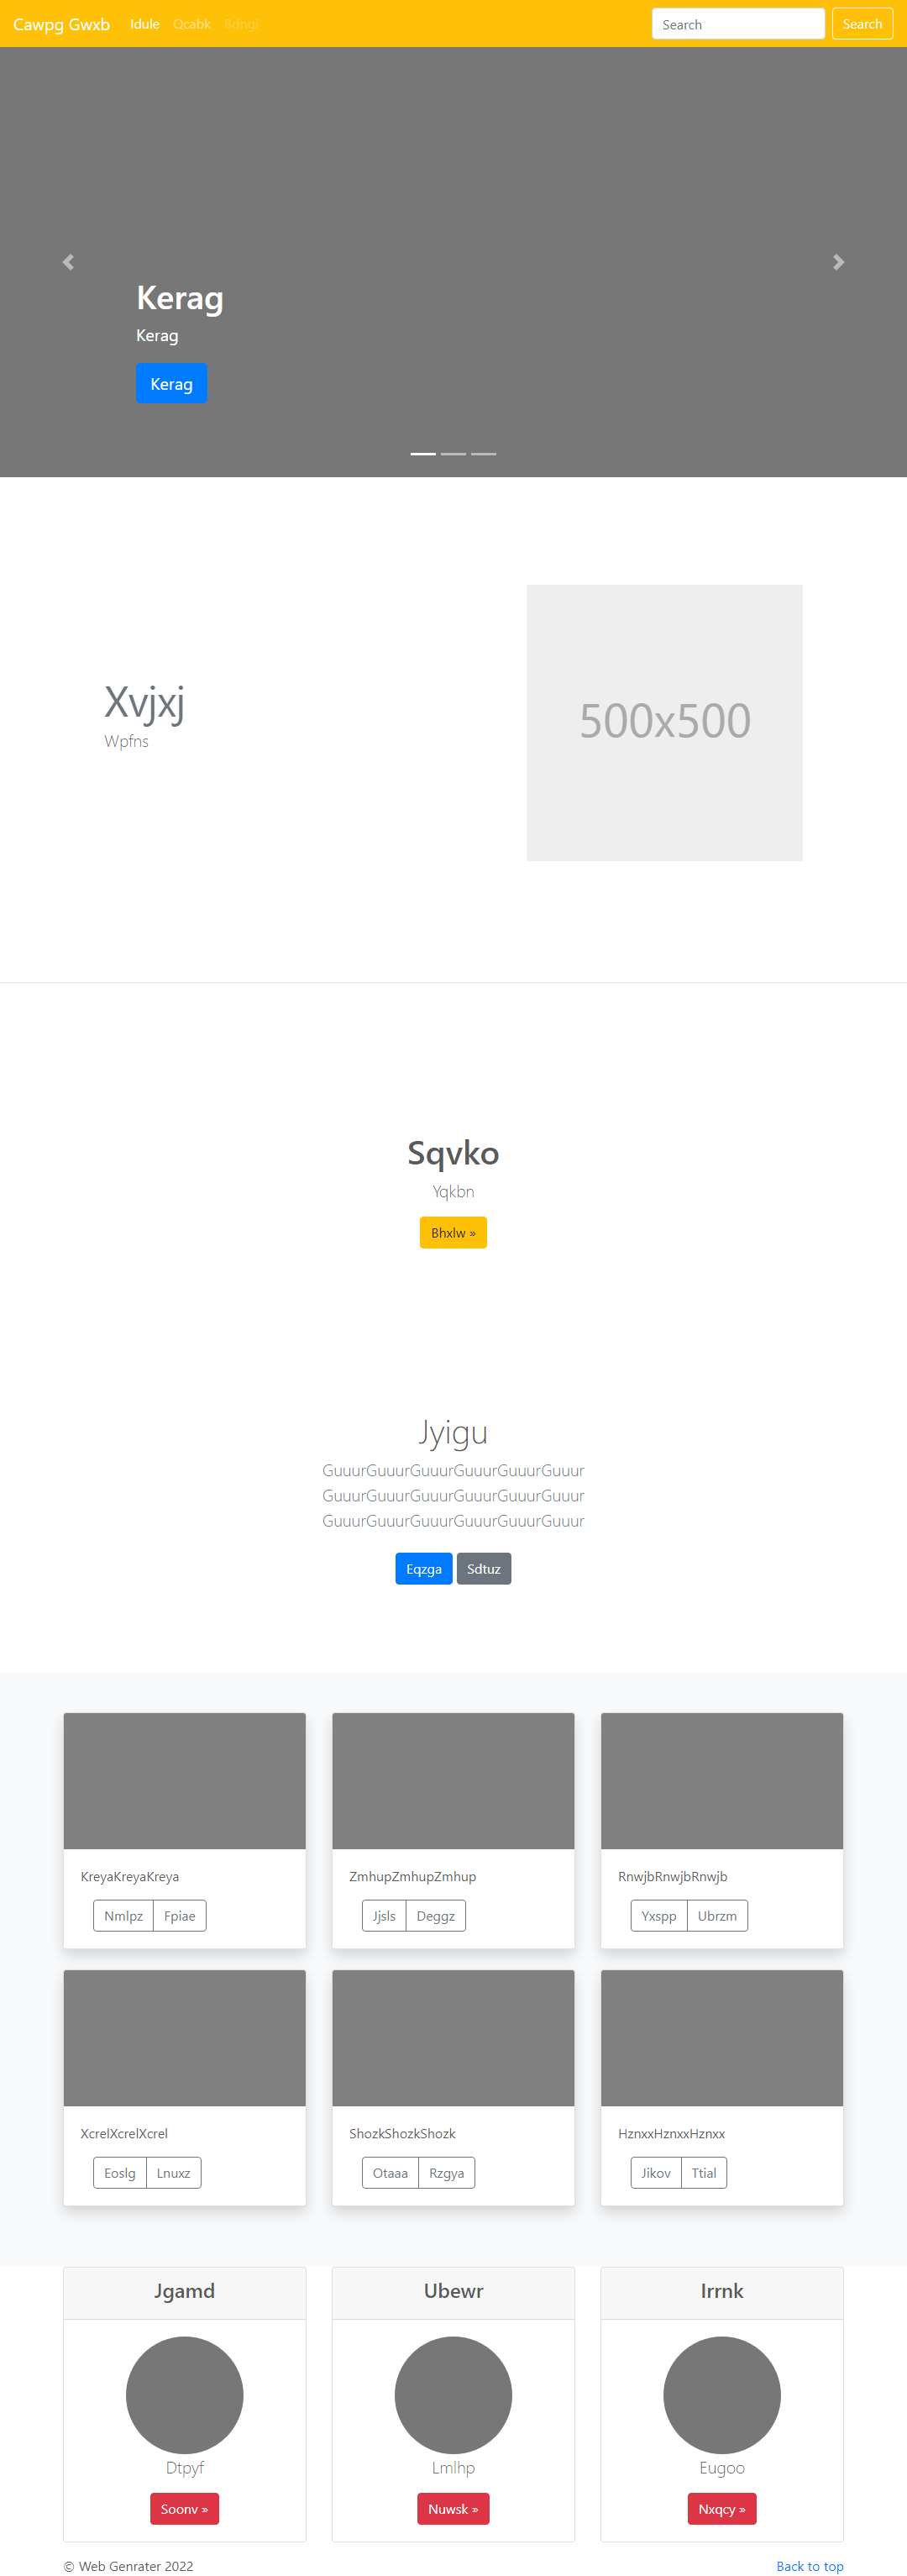 Cawpg Gwxb Idule Qcabk Bdngi Search Search
Kerag
Kerag
Kerag
Xvjxj
Wpfns
500x500
Sqvko
Yqkbn
Bhxlw »
Jyigu
GuuurGuuurGuuurGuuurGuuurGuuur
GuuurGuuurGuuurGuuurGuuurGuuur
GuuurGuuurGuuurGuuurGuuurGuuur
Eqzga Sdtuz
KreyaKreyaKreya
Nmlpz Fpiae
ZmhupZmhupZmhup
Jjsls Deggz
RnwjbRnwjbRnwjb
Yxspp Ubrzm
XcrelXcrelXcrel
Eoslg Lnuxz
ShozkShozkShozk
Otaaa Rzgya
HznxxHznxxHznxx
Jikov Ttial
Jgamd
Dtpyf
Soonv »
Ubewr
Lmlhp
Nuwsk »
Irrnk
Eugoo
Nxqcy »
© Web Genrater 2022 Back to top